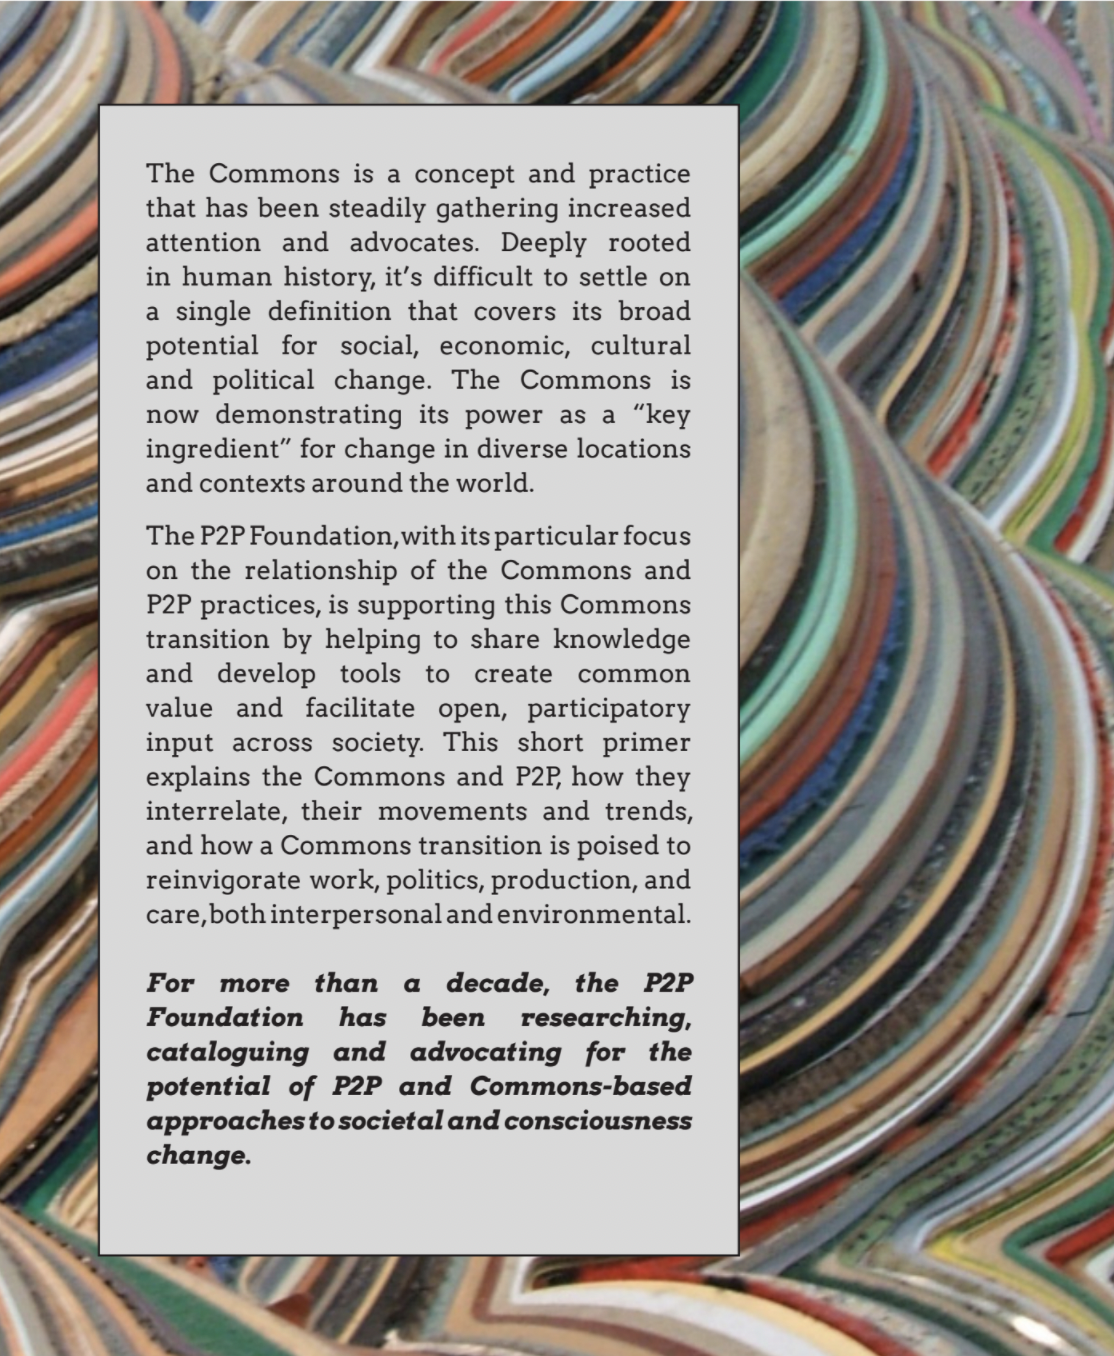 The Commons is a concept and practice
that has been steadily gathering increased
attention and advocates. Deeply rooted
in human history, it’s difficult to settle on
a single definition that covers its broad
potential for social, economic, cultural
and political change. The Commons is
now demonstrating its power as a “key
ingredient” for change in diverse locations
and contexts around the world.
The P2P Foundation, with its particular focus
on the relationship of the Commons and
P2P practices, is supporting this Commons
transition by helping to share knowledge
and develop tools to create common
value and facilitate open, participatory
input across society. This short primer
explains the Commons and P2P, how they
interrelate, their movements and trends,
and how a Commons transition is poised to
reinvigorate work, politics, production, and
care, both interpersonal and environmental.
For more than a decade, the P2P
Foundation has been researching,
cataloguing and advocating for the
potential of P2P and Commons-based
approaches to societal and consciousness
change.